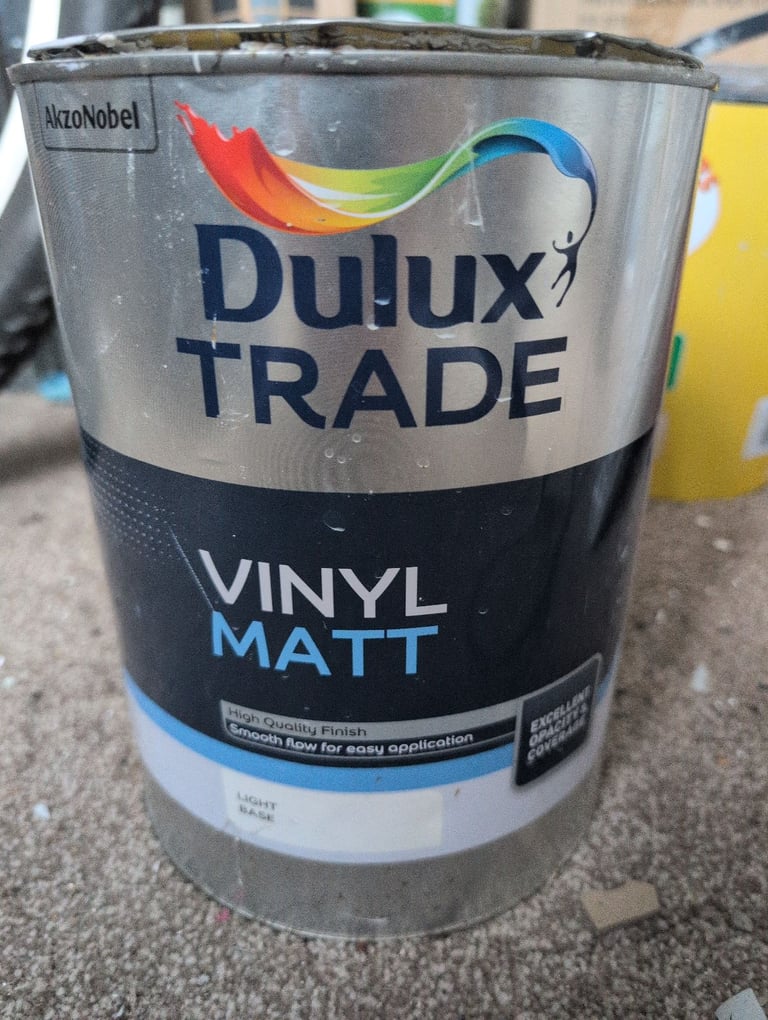 AkzoNobel
Dulux
TRADE
VINYL
MATT
High Quality Finish
Smooth flow for easy application
EXCELLENT
OPACITY &
COVERAGE
LIGHT
BASE